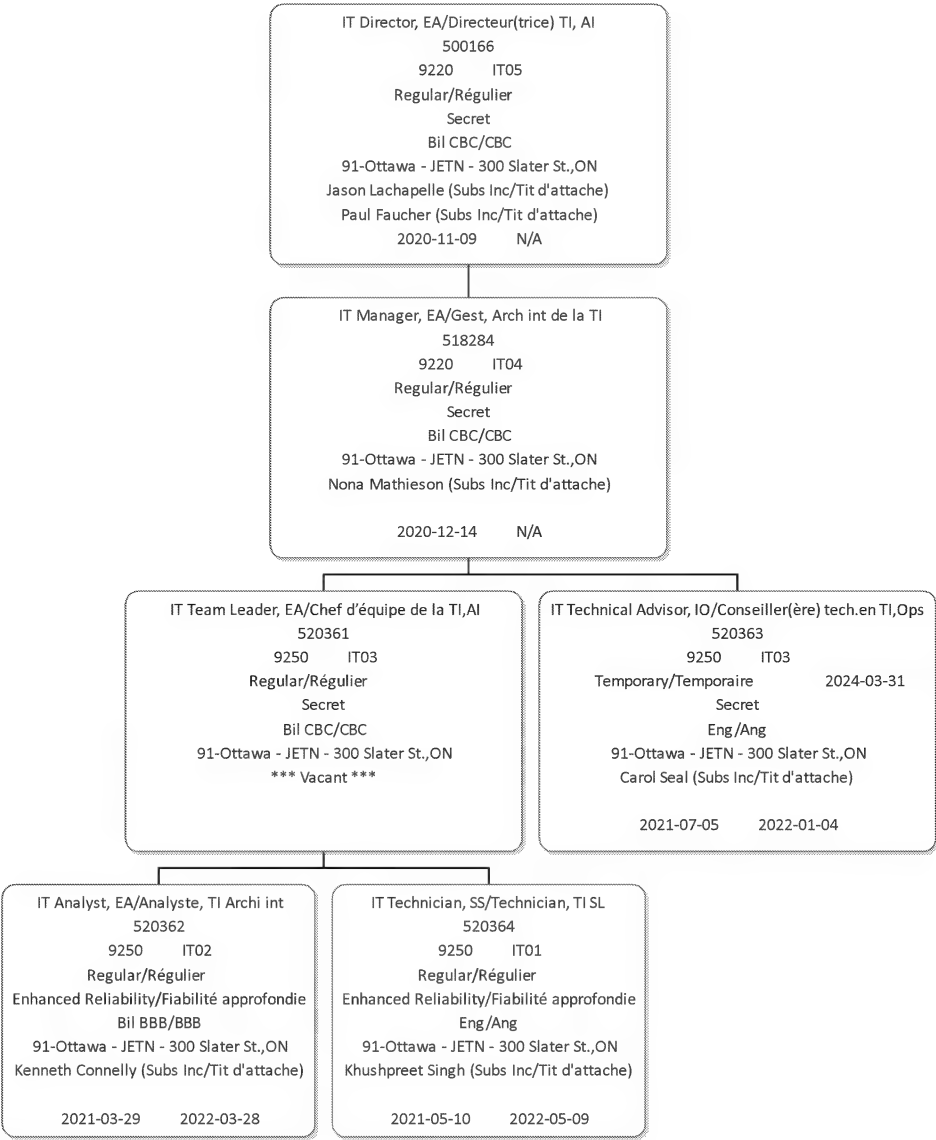 IT Director, EA/Directeur(trice) TI, AI
500166
9220 IT05
Regular/Régulier
Secret
Bil CBC/CBC
91-Ottawa - JETN - 300 Slater St.,ON
Jason Lachapelle (Subs Inc/Tit d'attache)
Paul Faucher (Subs Inc/Tit d'attache)
2020-11-09 N/A
IT Manager, EA/Gest, Arch int de la TI
518284
9220 IT04
Regular/Régulier
Secret
Bil CBC/CBC
91-Ottawa - JETN - 300 Slater St.,ON
Nona Mathieson (Subs Inc/Tit d'attache)
2020-12-14 N/A
IT Team Leader, EA/Chef d'équipe de la TI,AI
520361
9250 IT03
Regular/Régulier
Secret
Bil CBC/CBC
91-Ottawa - JETN - 300 Slater St.,ON
*** Vacant ***
IT Technical Advisor, IO/Conseiller(ère) tech.en TI,Ops
520363
9250 IT03
Temporary/Temporaire 2024-03-31
Secret
Eng/Ang
91-Ottawa - JETN - 300 Slater St.,ON
Carol Seal (Subs Inc/Tit d'attache)
2021-07-05 2022-01-04
IT Analyst, EA/Analyste, TI Archi int
520362
9250 IT02
Regular/Régulier
Enhanced Reliability/Fiabilité approfondie
Bil BBB/BBB
91-Ottawa - JETN - 300 Slater St.,ON
Kenneth Connelly (Subs Inc/Tit d'attache)
2021-03-29 2022-03-28
IT Technician, SS/Technician, TI SL
520364
9250 IT01
Regular/Régulier
Enhanced Reliability/Fiabilité approfondie
Eng/Ang
91-Ottawa - JETN - 300 Slater St.,ON
Khushpreet Singh (Subs Inc/Tit d'attache)
2021-05-10 2022-05-09